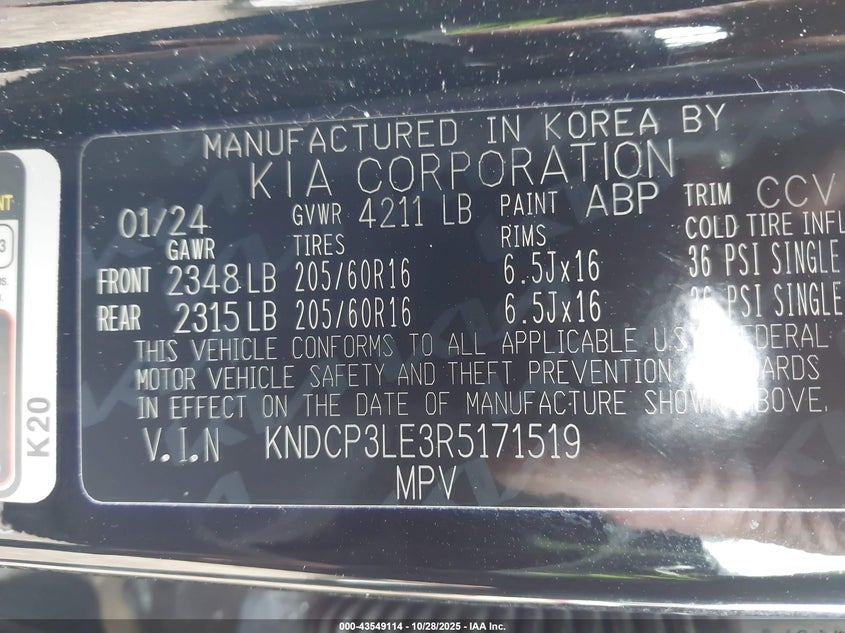 MANUFACTURED IN KOREA BY
KIA CORPORATION
01/24 GVWR 4211 LB PAINT ABP TRIM CCV
GAWR TIRES RIMS COLD TIRE INFL
FRONT 2348 LB 205/60R16 6.5Jx16 36 PSI SINGLE
REAR 2315 LB 205/60R16 6.5Jx16 PSI SINGLE
THIS VEHICLE CONFORMS TO ALL APPLICABLE FEDERAL
MOTOR VEHICLE SAFETY AND THEFT PREVENTION
IN EFFECT ON THE DATE OF MANUFACTURE ABOVE.
V.I.N KNDCP3LE3R5171519
MPV
K20
000-43549114 - 10/28/2025 - IAA Inc.